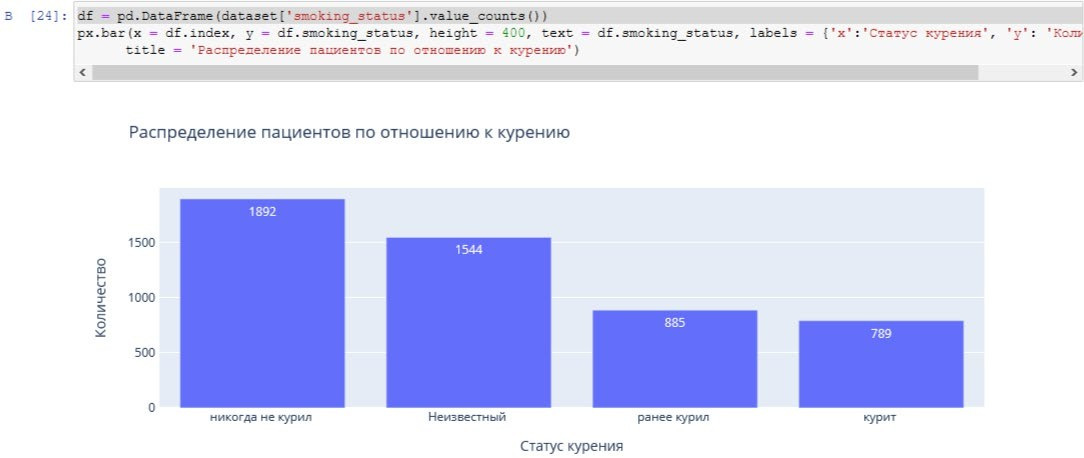 В [24]: df = pd.DataFrame(dataset['smoking_status'].value_counts())
px.bar(x = df.index, y = df.smoking_status, height = 400, text = df.smoking_status, labels = {'x':'Статус курения', 'y': 'Коли
title = 'Распределение пациентов по отношению к курению')
Распределение пациентов по отношению к курению
1892
1544
885
789
1500
1000
500
0
Количество
никогда не курил Неизвестный ранее курил курит
Статус курения